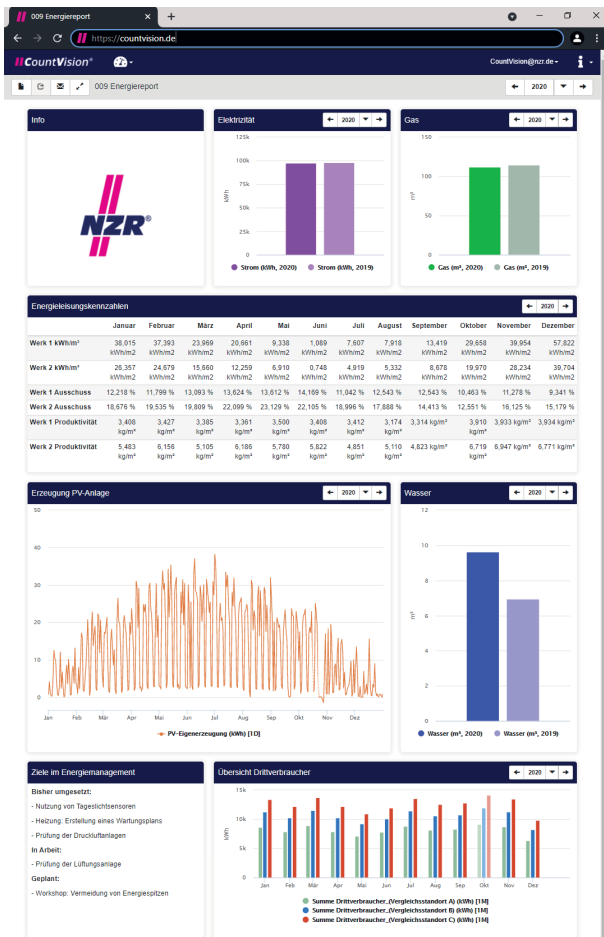 009 Energiereport
https://countvision.de
CountVision®
CountVision@nzr.de
009 Energiereport
2020
Info
NZR®
Elektrizität
2020
125k
100k
75k
50k
25k
0
kWh
Strom (kWh, 2020) Strom (kWh, 2019)
Gas
2020
150
100
50
0
m³
Gas (m³, 2020) Gas (m³, 2019)
Energieleisungskennzahlen
2020
Januar Februar März April Mai Juni Juli August September Oktober November Dezember
Werk 1 kWh/m² 38,015 37,393 23,969 20,661 9,338 1,089 7,607 7,918 13,419 29,658 39,954 57,822
kWh/m2 kWh/m2 kWh/m2 kWh/m2 kWh/m2 kWh/m2 kWh/m2 kWh/m2 kWh/m2 kWh/m2 kWh/m2 kWh/m2
Werk 2 kWh/m² 26,357 24,679 15,660 12,259 6,910 0,748 4,919 5,332 8,678 19,970 28,234 39,704
kWh/m2 kWh/m2 kWh/m2 kWh/m2 kWh/m2 kWh/m2 kWh/m2 kWh/m2 kWh/m2 kWh/m2 kWh/m2 kWh/m2
Werk 1 Ausschuss 12,218 % 11,799 % 13,093 % 13,624 % 13,612 % 14,169 % 11,042 % 12,543 % 12,543 % 10,463 % 11,278 % 9,341 %
Werk 2 Ausschuss 18,676 % 19,535 % 19,809 % 22,099 % 23,129 % 22,105 % 18,996 % 17,888 % 14,413 % 12,551 % 16,125 % 15,179 %
Werk 1 Produktivität 3,408 3,427 3,385 3,361 3,500 3,408 3,412 3,174 3,314 kg/m² 3,910 3,933 kg/m² 3,934 kg/m²
kg/m² kg/m² kg/m² kg/m² kg/m² kg/m² kg/m² kg/m² kg/m²
Werk 2 Produktivität 5,483 6,156 5,105 6,186 5,780 5,822 4,851 5,110 4,823 kg/m² 6,719 6,947 kg/m² 6,771 kg/m²
kg/m² kg/m² kg/m² kg/m² kg/m² kg/m² kg/m² kg/m² kg/m²
Erzeugung PV-Anlage
2020
50
40
30
20
10
0
Jan Feb Mär Apr Mai Jun Jul Aug Sep Okt Nov Dez
PV-Eigenerzeugung (kWh) [1D]
Wasser
2020
12
10
8
6
4
2
0
m³
Wasser (m³, 2020) Wasser (m³, 2019)
Ziele im Energiemanagement
Bisher umgesetzt:
- Nutzung von Tageslichtsensoren
- Heizung: Erstellung eines Wartungsplans
- Prüfung der Druckluftanlagen
In Arbeit:
- Prüfung der Lüftungsanlage
Geplant:
- Workshop: Vermeidung von Energiespitzen
Übersicht Drittverbraucher
2020
15k
10k
5k
0
kWh
Jan Feb Mär Apr Mai Jun Jul Aug Sep Okt Nov Dez
Summe Drittverbraucher_(Vergleichsstandort A) (kWh) [1M]
Summe Drittverbraucher_(Vergleichsstandort B) (kWh) [1M]
Summe Drittverbraucher_(Vergleichsstandort C) (kWh) [1M]